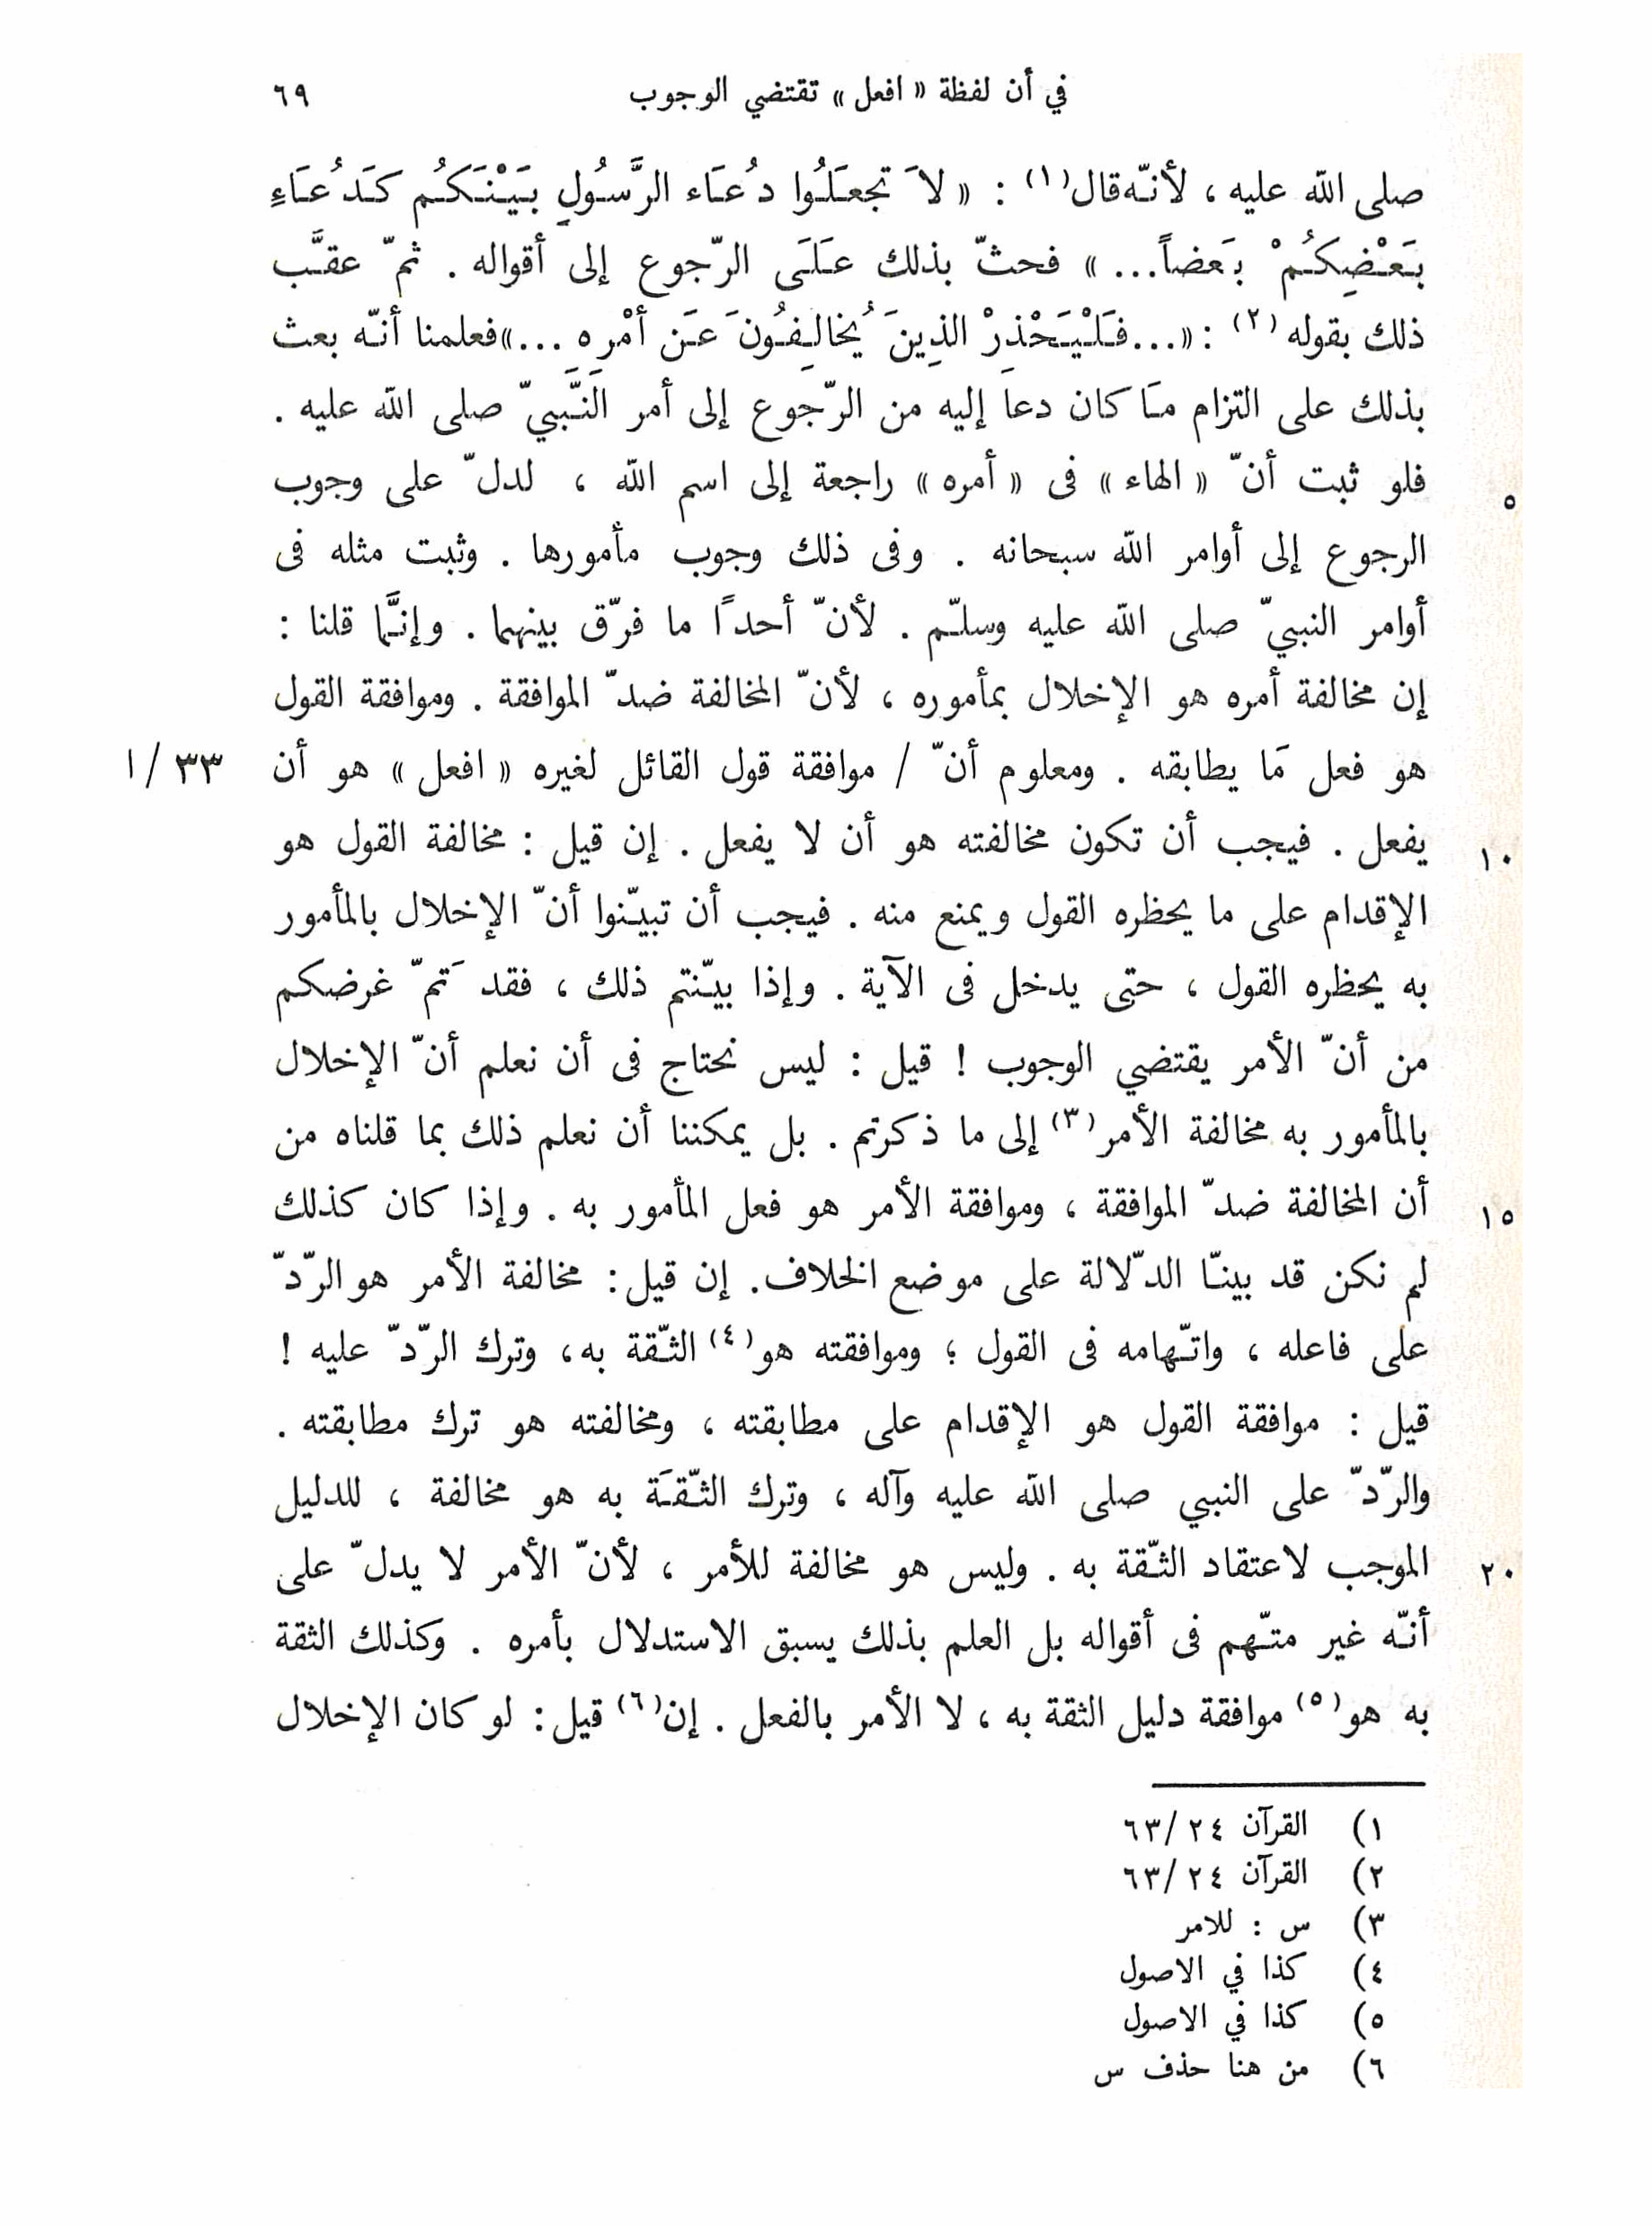 في أن لفظة « افعل » تقتضي الوجوب ٦٩
صلى الله عليه ، لأنّه قال(١) : « لاَ تجعَلُوا دُعَاء الرَّسُولِ بَيْنَكُم كَدُعَاءِ
بَعْضِكُمْ بَعضاً... » فحثّ بذلك عَلَى الرّجوع إلى أقواله . ثمّ عقَّب
ذلك بقوله(٢) : «...فَلْيَحْذرْ الذِينَ يُخالِفُونَ عَن أمْرِه ...» فعلمنا أنّه بعث
بذلك على التزام مَا كان دعا إليه من الرّجوع إلى أمر النَّبيّ صلى الله عليه .
فلو ثبت أنّ « الهاء » فى « أمره » راجعة إلى اسم الله ، لدلّ على وجوب
٥
الرجوع إلى أوامر الله سبحانه . وفى ذلك وجوب مأمورها . وثبت مثله فى
أوامر النبيّ صلى الله عليه وسلّم . لأنّ أحدًا ما فرّق بينهما . وإنَّما قلنا :
إن مخالفة أمره هو الإخلال بمأموره ، لأنّ المخالفة ضدّ الموافقة . وموافقة القول
هو فعل مَا يطابقه . ومعلوم أنّ / موافقة قول القائل لغيره « افعل » هو أن ٣٣ / ا
يفعل . فيجب أن تكون مخالفته هو أن لا يفعل . إن قيل : مخالفة القول هو
١٠
الإقدام على ما يحظره القول ويمنع منه . فيجب أن تبيّنوا أنّ الإخلال بالمأمور
به يحظره القول ، حتى يدخل فى الآية . وإذا بيّنتم ذلك ، فقد تَمّ غرضكم
من أنّ الأمر يقتضي الوجوب ! قيل : ليس نحتاج فى أن نعلم أنّ الإخلال
بالمأمور به مخالفة الأمر(٣) إلى ما ذكرتم . بل يمكننا أن نعلم ذلك بما قلناه من
أن المخالفة ضدّ الموافقة ، وموافقة الأمر هو فعل المأمور به . وإذا كان كذلك
١٥
لم نكن قد بينّا الدّلالة على موضع الخلاف. إن قيل: مخالفة الأمر هو الرّدّ
على فاعله ، واتّهامه فى القول ؛ وموافقته هو(٤) الثّقة به، وترك الرّدّ عليه !
قيل : موافقة القول هو الإقدام على مطابقته ، ومخالفته هو ترك مطابقته .
والرّدّ على النبي صلى الله عليه وآله ، وترك الثّقَة به هو مخالفة ، للدليل
الموجب لاعتقاد الثّقة به . وليس هو مخالفة للأمر ، لأنّ الأمر لا يدلّ على
٢٠
أنّه غير متّهم فى أقواله بل العلم بذلك يسبق الاستدلال بأمره . وكذلك الثقة
به هو(٥) موافقة دليل الثقة به ، لا الأمر بالفعل . إن(٦) قيل: لو كان الإخلال
١) القرآن ٢٤ /٦٣
٢) القرآن ٢٤ /٦٣
٣) س : للامر
٤) كذا في الاصول
٥) كذا في الاصول
٦) من هنا حذف س